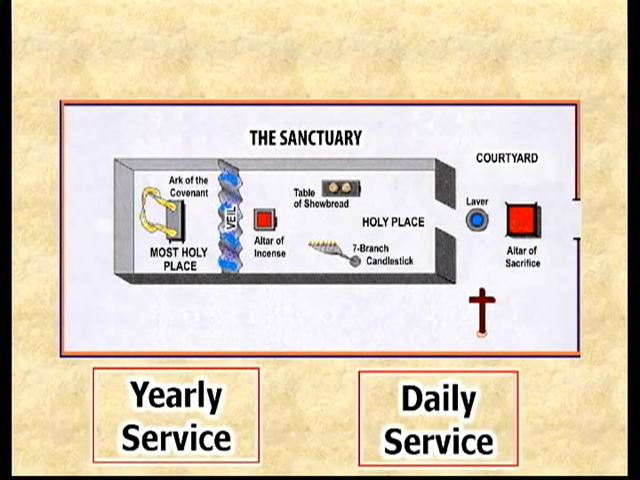 THE SANCTUARY
COURTYARD
Ark of the
Covenant
VEIL
MOST HOLY
PLACE
Altar of
Incense
Table
of Showbread
HOLY PLACE
7-Branch
Candlestick
Laver
Altar of
Sacrifice
Yearly
Service
Daily
Service